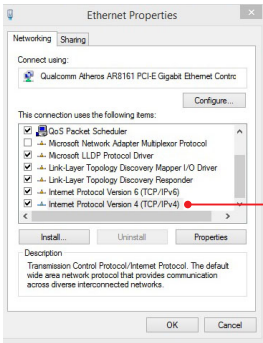 Ethernet Properties
Networking Sharing
Connect using:
Qualcomm Atheros AR8161 PCI-E Gigabit Ethernet Contrc
Configure...
This connection uses the following items:
QoS Packet Scheduler
Microsoft Network Adapter Multiplexor Protocol
Microsoft LLDP Protocol Driver
Link-Layer Topology Discovery Mapper I/O Driver
Link-Layer Topology Discovery Responder
Internet Protocol Version 6 (TCP/IPv6)
Internet Protocol Version 4 (TCP/IPv4)
Install... Uninstall Properties
Description
Transmission Control Protocol/Internet Protocol. The default
wide area network protocol that provides communication
across diverse interconnected networks.
OK Cancel